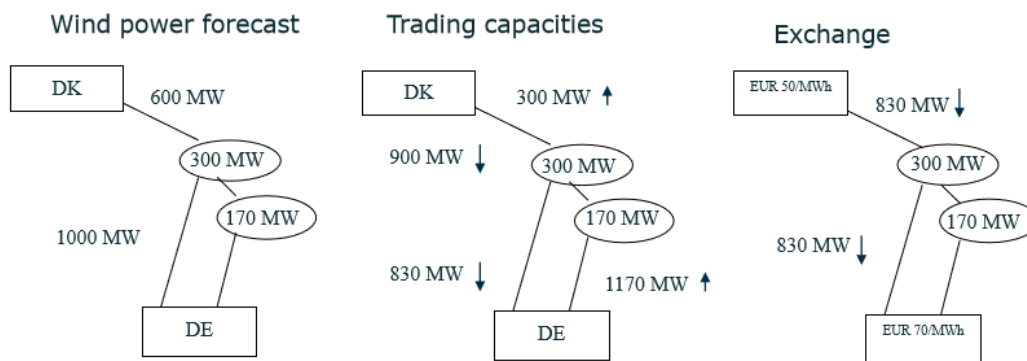 Wind power forecast
DK
600 MW
300 MW
170 MW
1000 MW
DE
Trading capacities
DK
300 MW
900 MW
300 MW
170 MW
830 MW
1170 MW
DE
Exchange
EUR 50/MWh
830 MW
300 MW
170 MW
830 MW
EUR 70/MWh